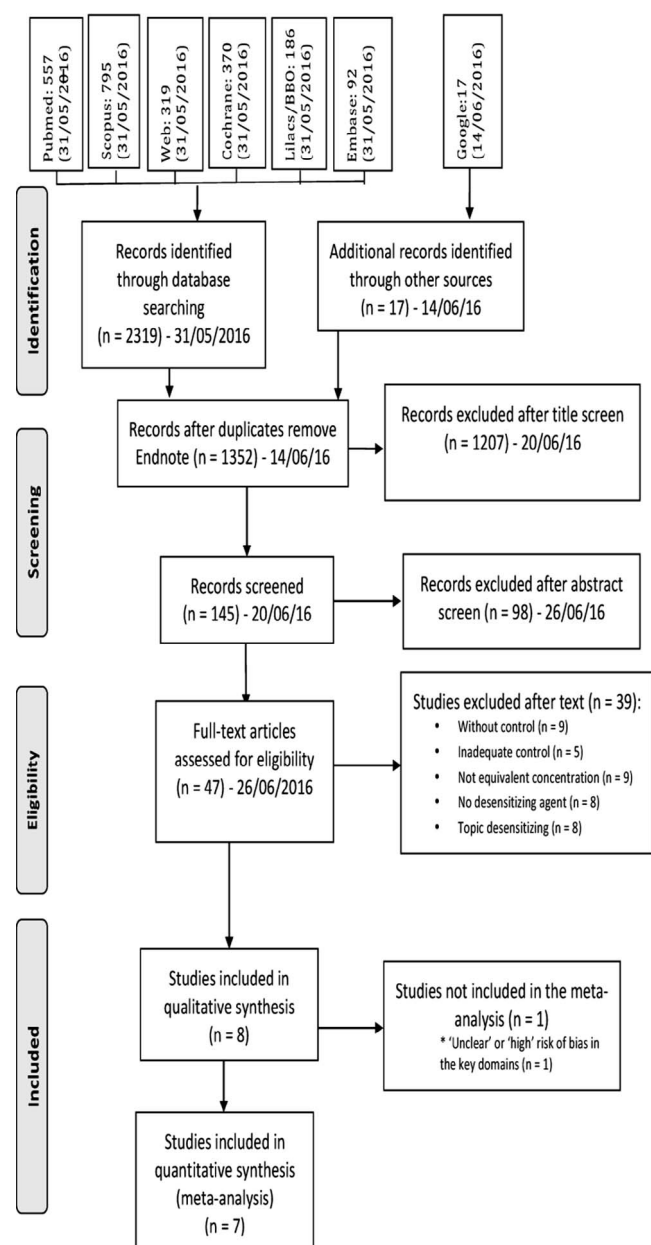 Pubmed: 557
(31/05/2016)
Scopus: 795
(31/05/2016)
Web: 319
(31/05/2016)
Cochrane: 370
(31/05/2016)
Lilacs/BBO: 186
(31/05/2016)
Embase: 92
(31/05/2016)
Google:17
(14/06/2016)
Identification
Records identified
through database
searching
(n = 2319) - 31/05/2016
Additional records identified
through other sources
(n = 17) - 14/06/16
Records after duplicates remove
Endnote (n = 1352) - 14/06/16
Records excluded after title screen
(n = 1207) - 20/06/16
Screening
Records screened
(n = 145) - 20/06/16
Records excluded after abstract
screen (n = 98) - 26/06/16
Eligibility
Full-text articles
assessed for eligibility
(n = 47) - 26/06/2016
Studies excluded after text (n = 39):
• Without control (n = 9)
• Inadequate control (n = 5)
• Not equivalent concentration (n = 9)
• No desensitizing agent (n = 8)
• Topic desensitizing (n = 8)
Included
Studies included in
qualitative synthesis
(n = 8)
Studies not included in the meta-
analysis (n = 1)
* 'Unclear' or 'high' risk of bias in
the key domains (n = 1)
Studies included in
quantitative synthesis
(meta-analysis)
n = 7